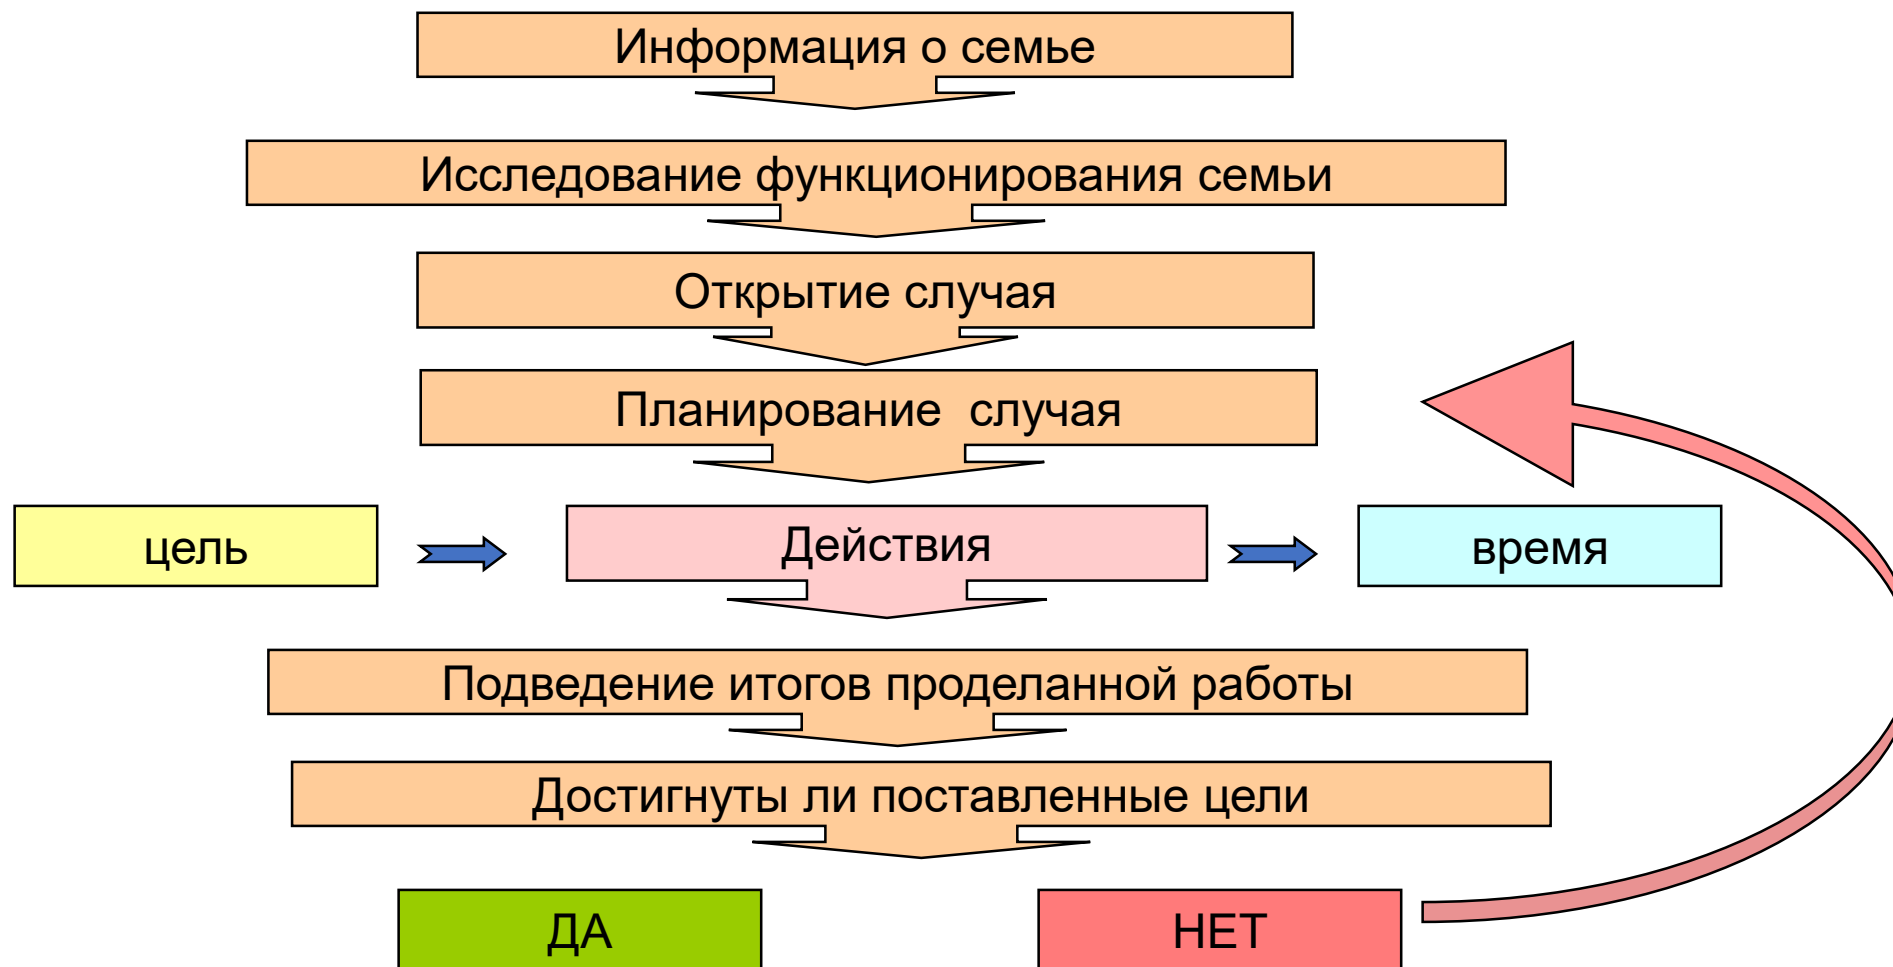 Информация о семье
Исследование функционирования семьи
Открытие случая
Планирование  случая
цель
Действия
время
Подведение итогов проделанной работы
Достигнуты ли поставленные цели
ДА
НЕТ